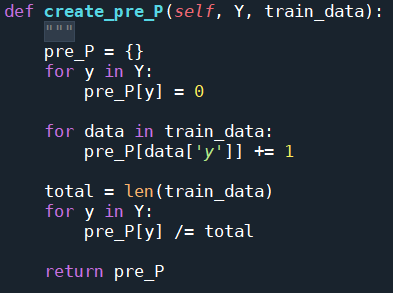 def create_pre_P(self, Y, train_data):
    """
    pre_P = {}
    for y in Y:
        pre_P[y] = 0

    for data in train_data:
        pre_P[data['y']] += 1

    total = len(train_data)
    for y in Y:
        pre_P[y] /= total

    return pre_P